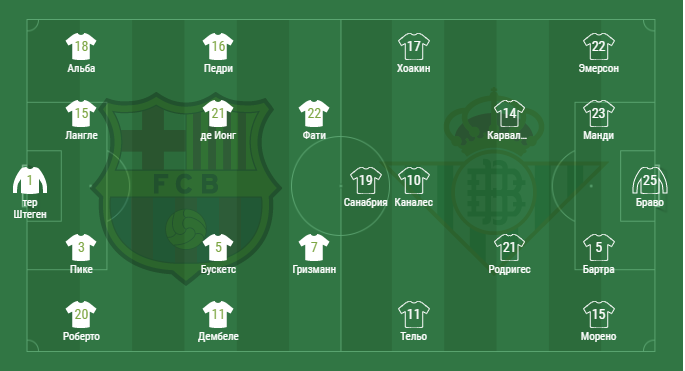 18
Альба
16
Педри
17
Хоакин
22
Эмерсон
15
Лангле
21
де Йонг
22
Фати
14
Карвал...
23
Манди
FCB
1
тер
Штеген
19
Санабрия
10
Каналес
25
Браво
3
Пике
5
Бускетс
7
Гризманн
21
Родригес
5
Бартра
20
Роберто
11
Дембеле
11
Тельо
15
Морено